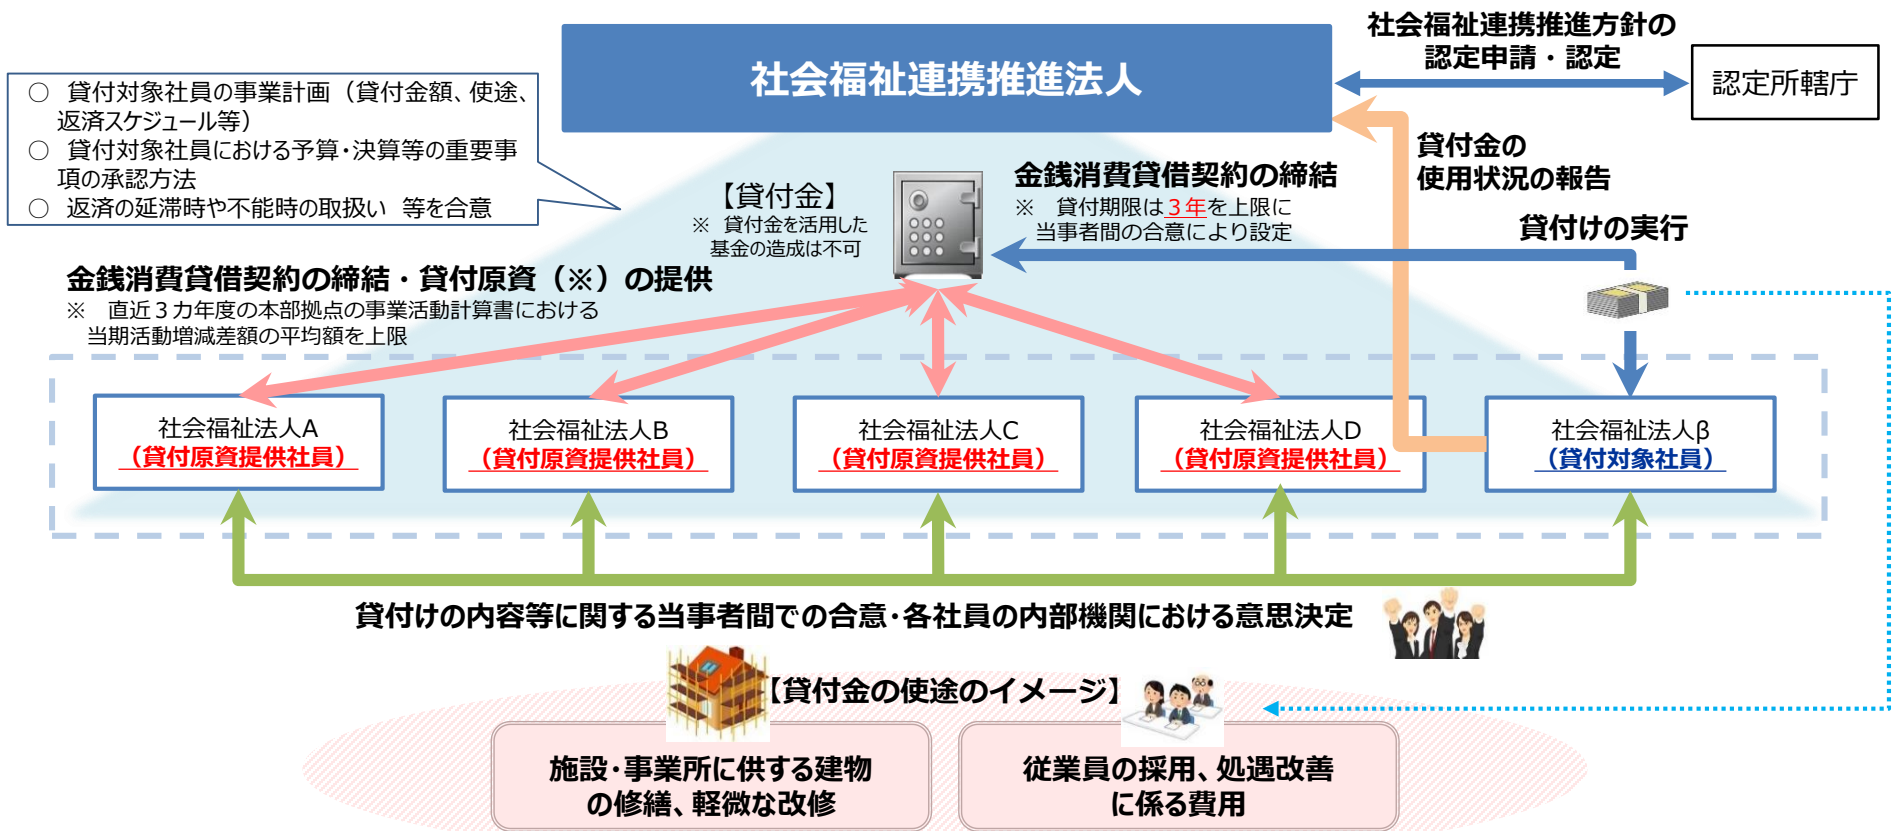 社会福祉連携推進方針の
認定申請・認定
社会福祉連携推進法人
認定所轄庁
○ 貸付対象社員の事業計画（貸付金額、使途、
返済スケジュール等）
○ 貸付対象社員における予算・決算等の重要事
項の承認方法
○ 返済の延滞時や不能時の取扱い 等を合意
貸付金の
使用状況の報告
【貸付金】
※ 貸付金を活用した
基金の造成は不可
金銭消費貸借契約の締結
※ 貸付期限は３年を上限に
当事者間の合意により設定
貸付けの実行
金銭消費貸借契約の締結・貸付原資（※）の提供
※ 直近３カ年度の本部拠点の事業活動計算書における
当期活動増減差額の平均額を上限
社会福祉法人A
（貸付原資提供社員）
社会福祉法人B
（貸付原資提供社員）
社会福祉法人C
（貸付原資提供社員）
社会福祉法人D
（貸付原資提供社員）
社会福祉法人β
（貸付対象社員）
貸付けの内容等に関する当事者間での合意・各社員の内部機関における意思決定
【貸付金の使途のイメージ】
施設・事業所に供する建物
の修繕、軽微な改修
従業員の採用、処遇改善
に係る費用